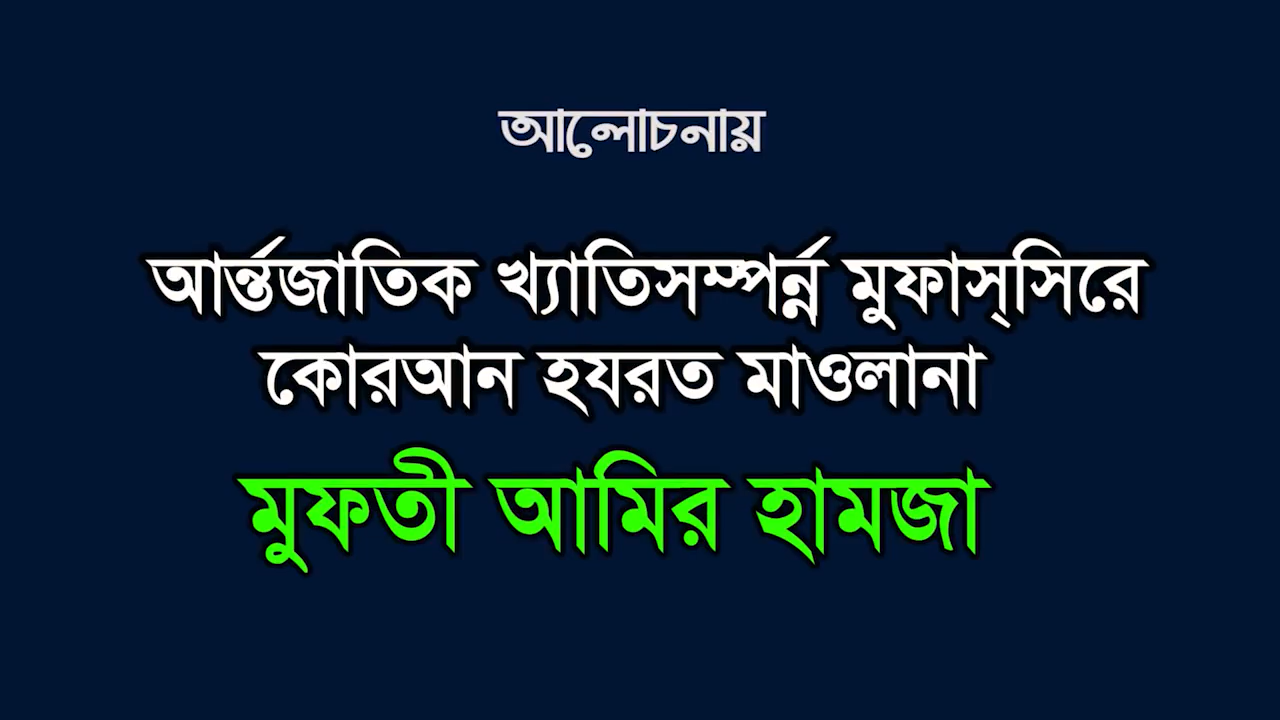 আলোচনায়
আর্ন্তজাতিক খ্যাতিসম্পর্ন্ন মুফাস্‌সিরে
কোরআন হযরত মাওলানা
মুফতী আমির হামজা